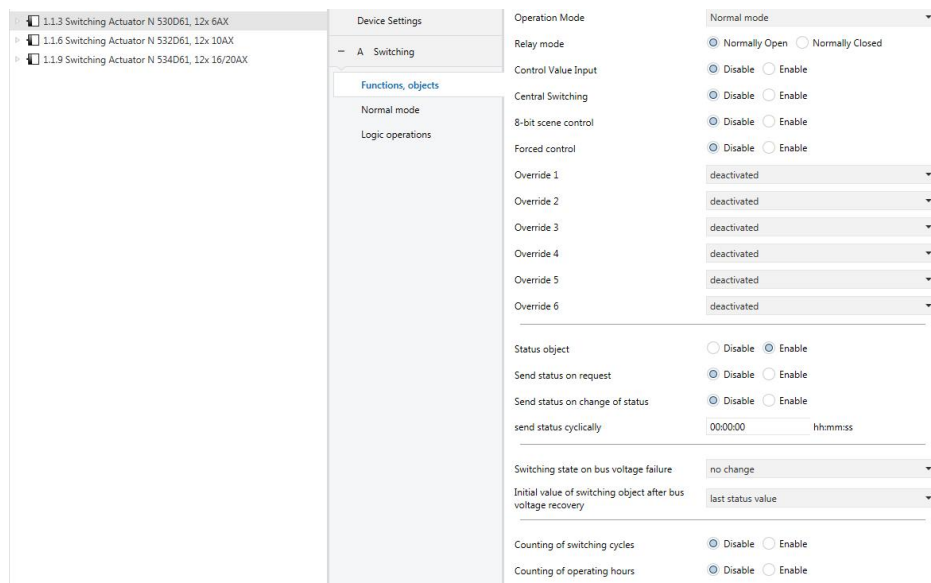 1.1.3 Switching Actuator N 530D61, 12x 6AX
1.1.6 Switching Actuator N 532D61, 12x 10AX
1.1.9 Switching Actuator N 534D61, 12x 16/20AX
Device Settings
− A Switching
Functions, objects
Normal mode
Logic operations
Operation Mode Normal mode
Relay mode Normally Open Normally Closed
Control Value Input Disable Enable
Central Switching Disable Enable
8-bit scene control Disable Enable
Forced control Disable Enable
Override 1 deactivated
Override 2 deactivated
Override 3 deactivated
Override 4 deactivated
Override 5 deactivated
Override 6 deactivated
Status object Disable Enable
Send status on request Disable Enable
Send status on change of status Disable Enable
send status cyclically 00:00:00 hh:mm:ss
Switching state on bus voltage failure no change
Initial value of switching object after bus
voltage recovery last status value
Counting of switching cycles Disable Enable
Counting of operating hours Disable Enable